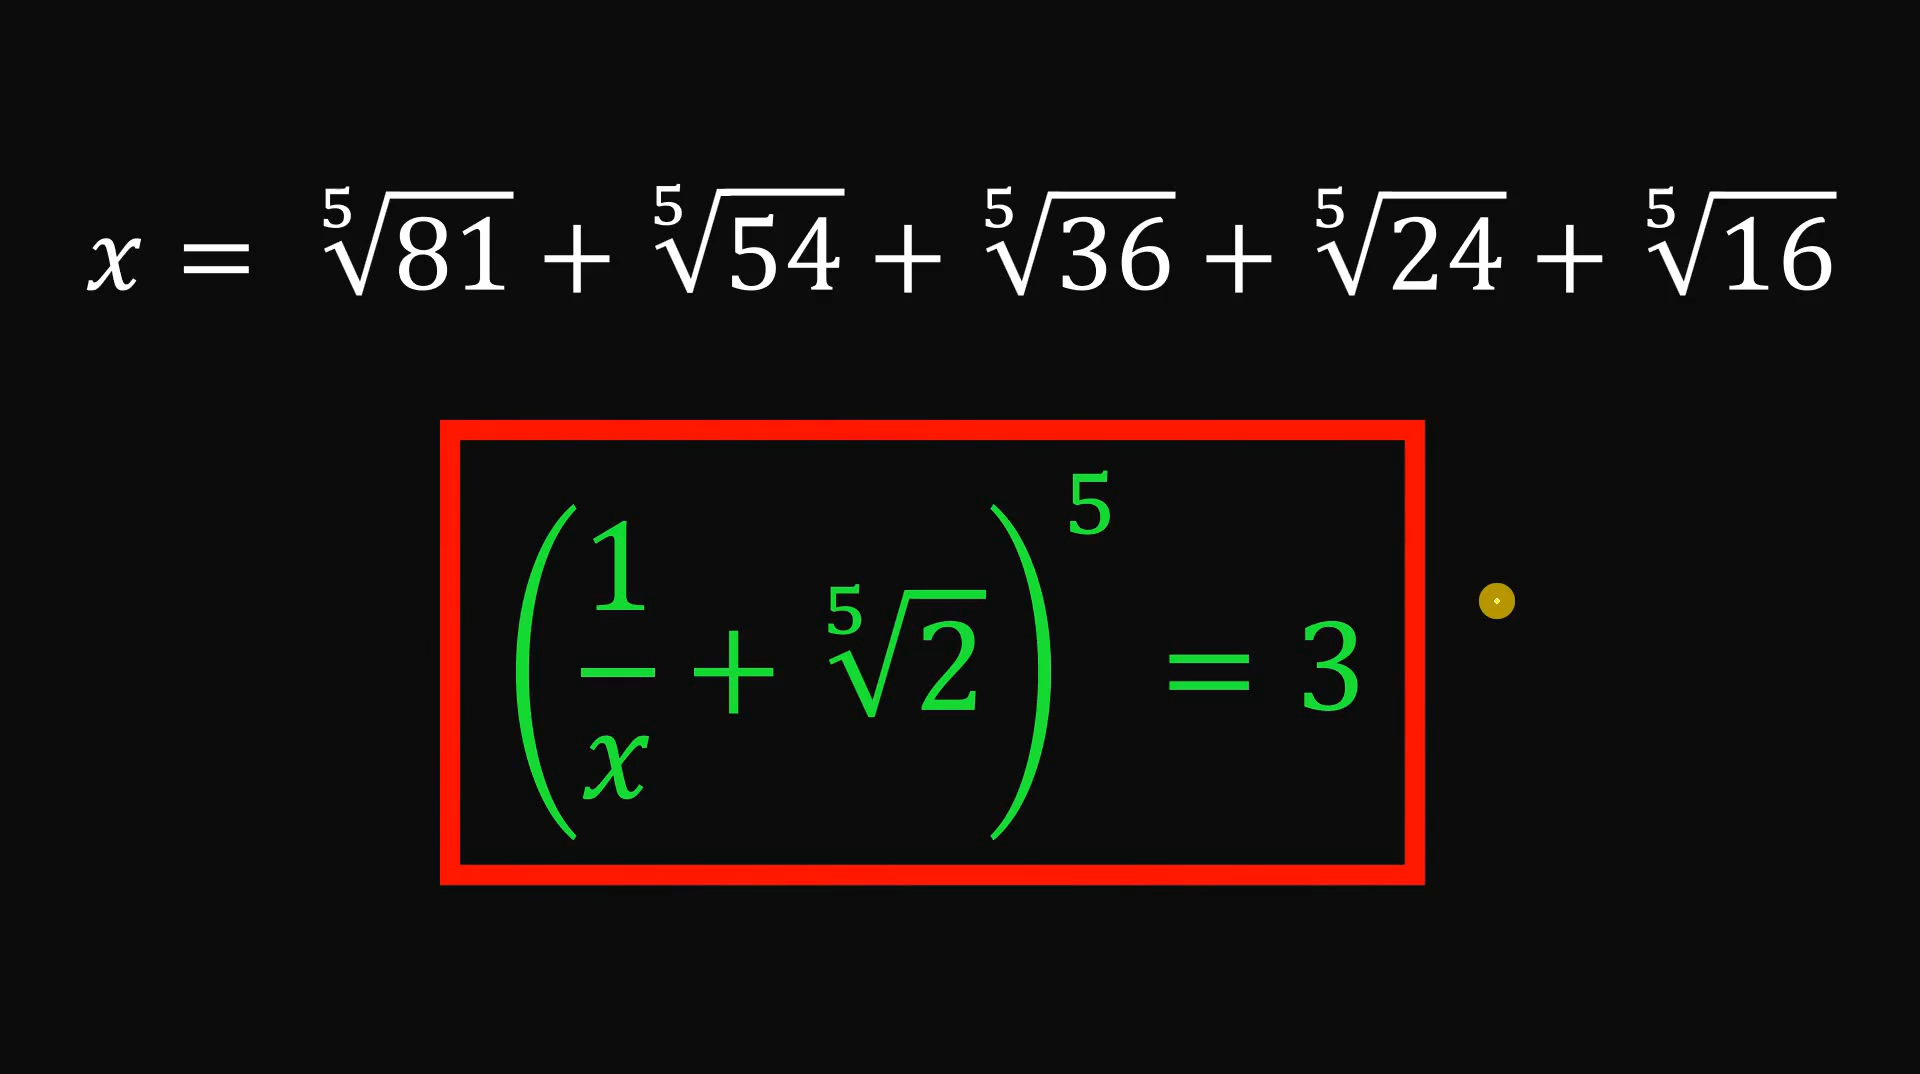 x = ⁵√81 + ⁵√54 + ⁵√36 + ⁵√24 + ⁵√16
(1/x + ⁵√2)⁵ = 3